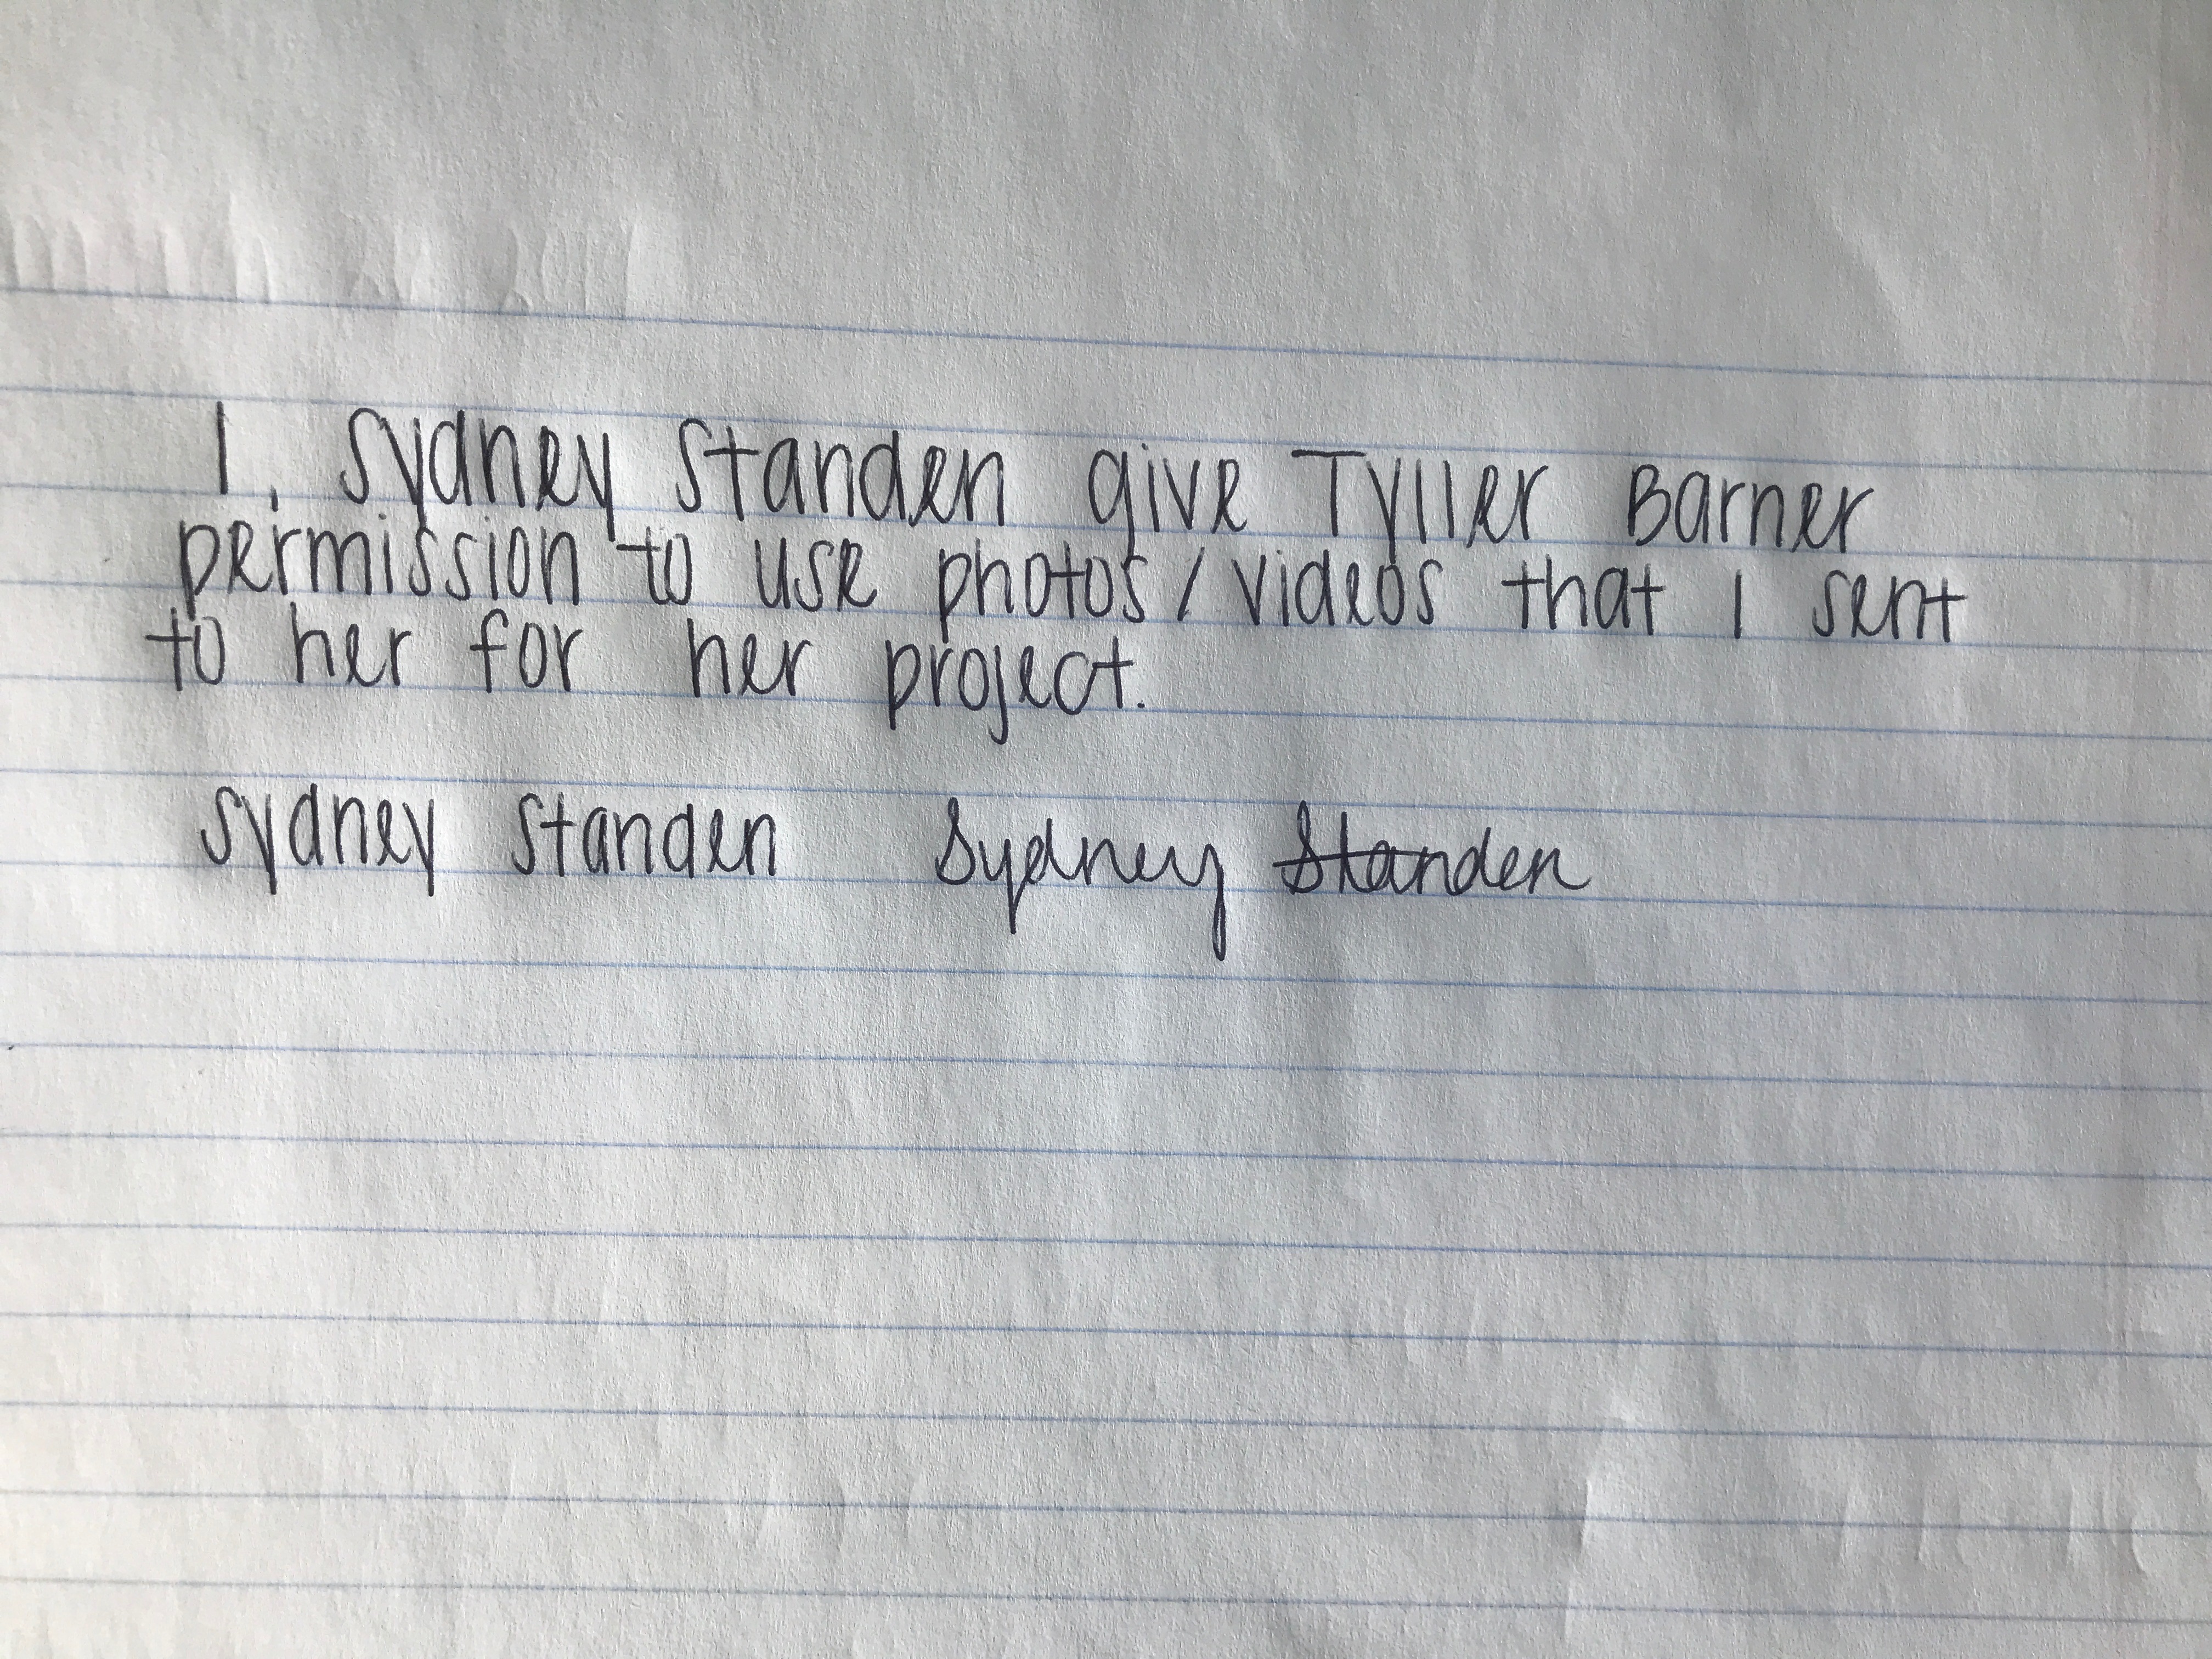 I Sydney Standen give Tyller Barner
permission to use photos / videos that I sent
to her for her project.
Sydney Standen Sydney Standen